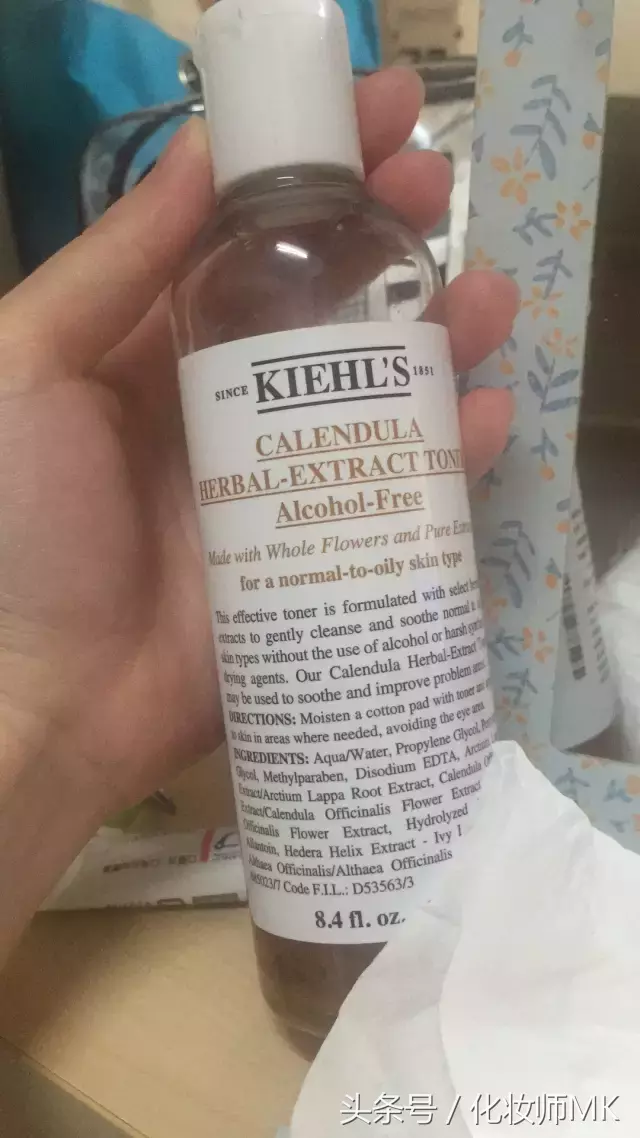 SINCE KIEHL'S 1851
CALENDULA
HERBAL-EXTRACT
Alcohol-Free
Made with Whole Flowers and Pure
for a normal-to-oily skin type
This effective toner is formulated with select
extracts to gently cleanse and soothe normal
skin types without the use of alcohol or harsh
drying agents. Our Calendula Herbal-Extract
may be used to soothe and improve problem
DIRECTIONS: Moisten a cotton pad with toner
to skin in areas where needed, avoiding the eye area.
INGREDIENTS: Aqua/Water, Propylene Glycol,
Glycol, Methylparaben, Disodium EDTA,
Extract/Arctium Lappa Root Extract, Calendula
Extract/Calendula Officinalis Flower Extract
Officinalis Flower Extract, Hydrolyzed
Allantoin, Hedera Helix Extract - Ivy
Althaea Officinalis/Althaea Officinalis
Code F.I.L.: D53563/3
8.4 fl. oz.
头条号 / 化妆师MK